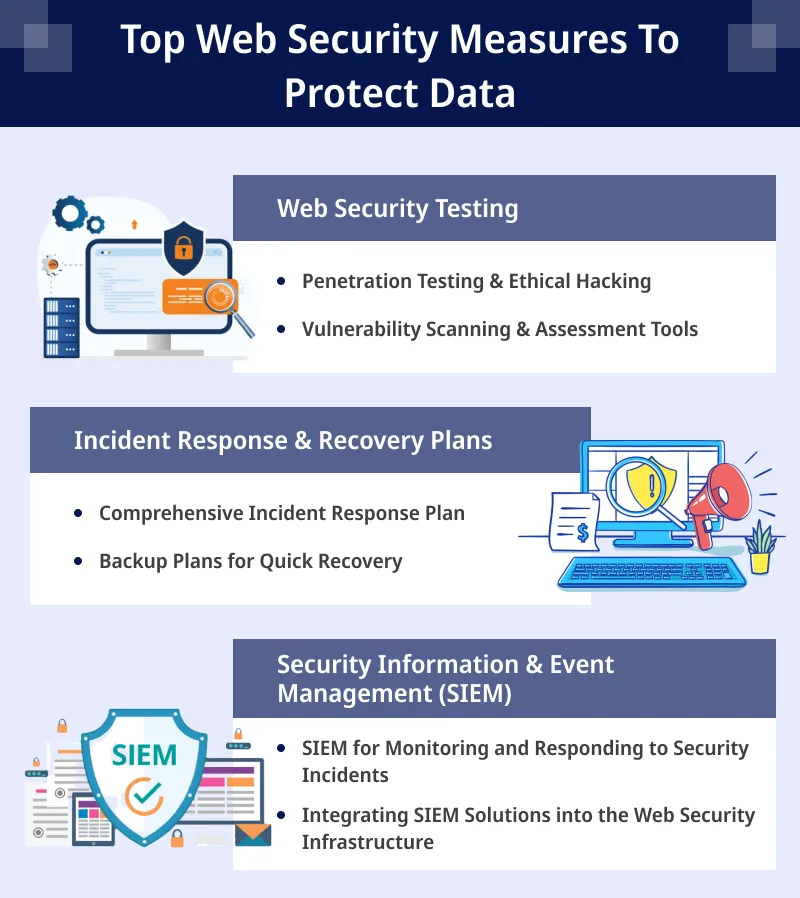 Top Web Security Measures To
Protect Data
Web Security Testing
• Penetration Testing & Ethical Hacking
• Vulnerability Scanning & Assessment Tools
Incident Response & Recovery Plans
• Comprehensive Incident Response Plan
• Backup Plans for Quick Recovery
$
!
Security Information & Event
Management (SIEM)
SIEM
• SIEM for Monitoring and Responding to Security
Incidents
• Integrating SIEM Solutions into the Web Security
Infrastructure